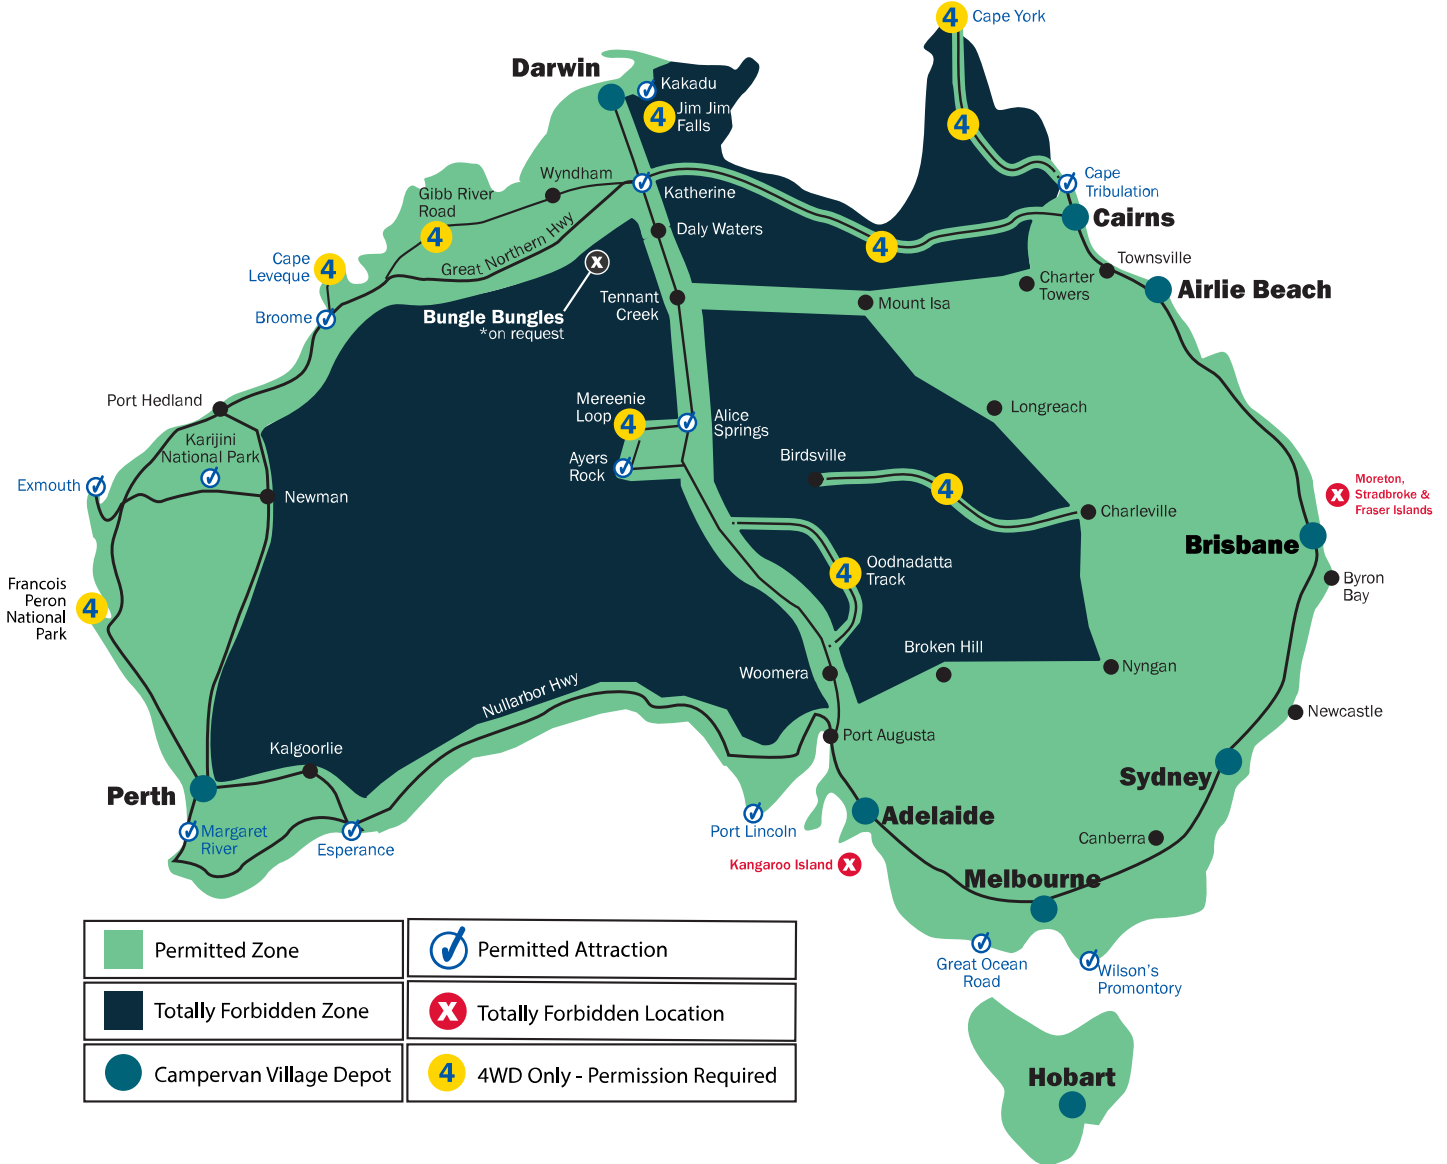 4
Cape York
Darwin
Kakadu
4
Jim Jim
Falls
4
Cape
Tribulation
Wyndham
Katherine
Gibb River
Road
4
Cairns
Daly Waters
4
Great Northern Hwy
Cape
Leveque
4
X
Townsville
Charter
Towers
Airlie Beach
Tennant
Creek
Mount Isa
Broome
Bungle Bungles
*on request
Port Hedland
Mereenie
Loop
4
Alice
Springs
Longreach
Karijini
National Park
Ayers
Rock
Birdsville
Exmouth
Newman
4
X
Moreton,
Stradbroke &
Fraser Islands
Charleville
Brisbane
Oodnadatta
Track
4
Byron
Bay
Francois
Peron
National
Park
4
Broken Hill
Woomera
Nyngan
Nullarbor Hwy
Newcastle
Kalgoorlie
Port Augusta
Sydney
Perth
Adelaide
Margaret
River
Esperance
Port Lincoln
Canberra
Kangaroo Island
X
Melbourne
Great Ocean
Road
Wilson's
Promontory
Hobart
Permitted Zone
Permitted Attraction
Totally Forbidden Zone
X
Totally Forbidden Location
Campervan Village Depot
4
4WD Only - Permission Required